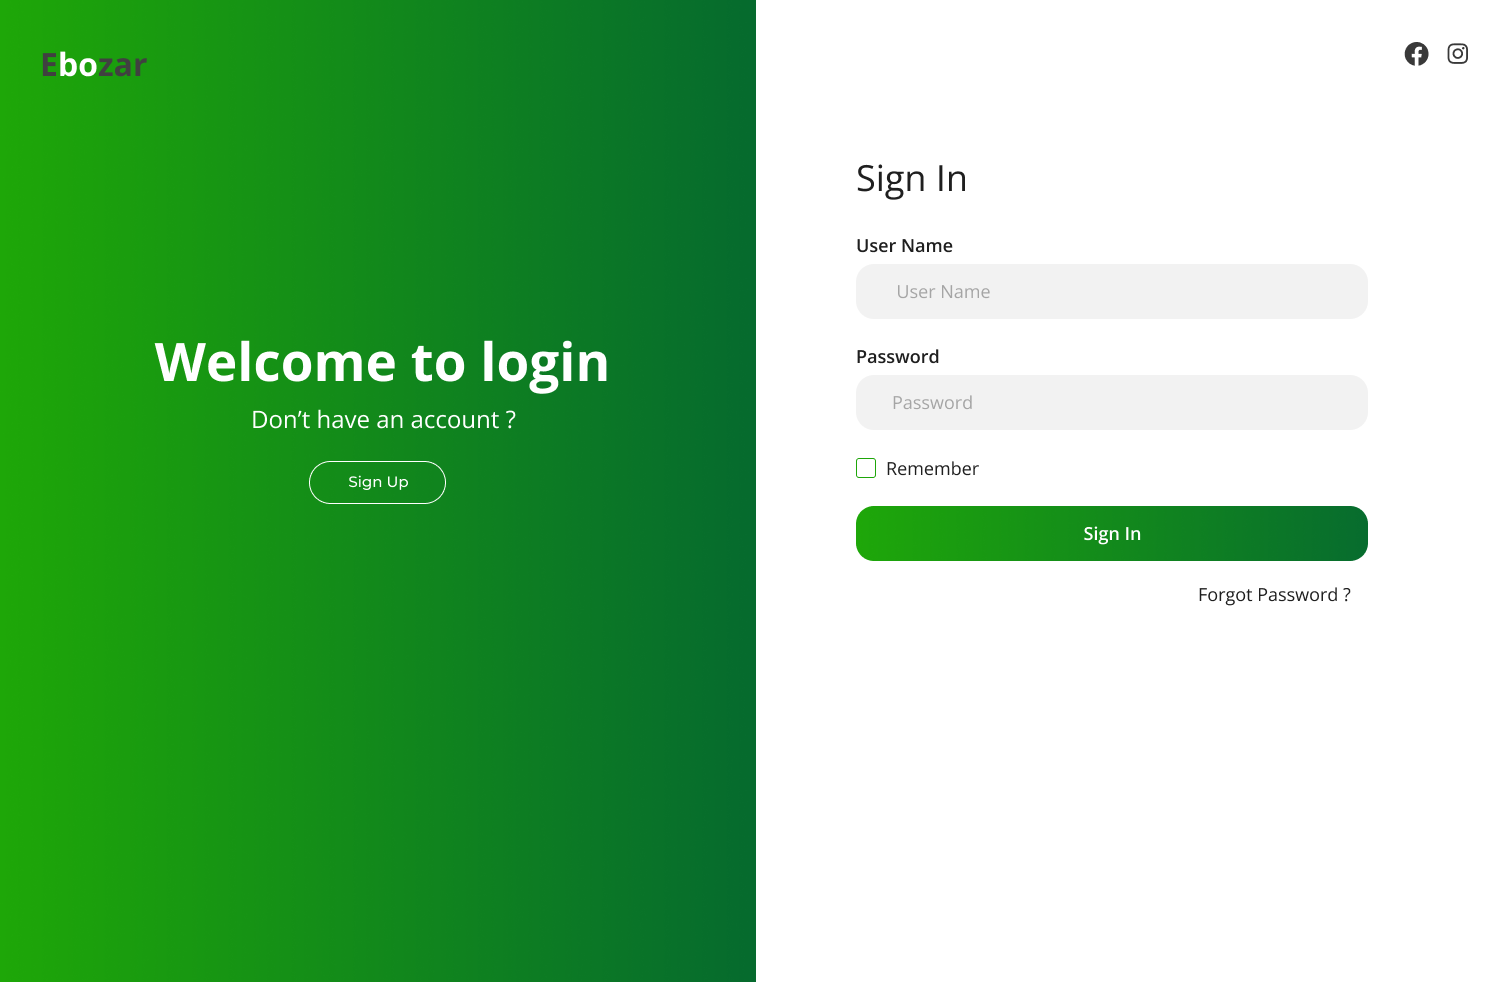 Ebozar
Welcome to login
Don’t have an account ?
Sign Up
Sign In
User Name
User Name
Password
Password
Remember
Sign In
Forgot Password ?